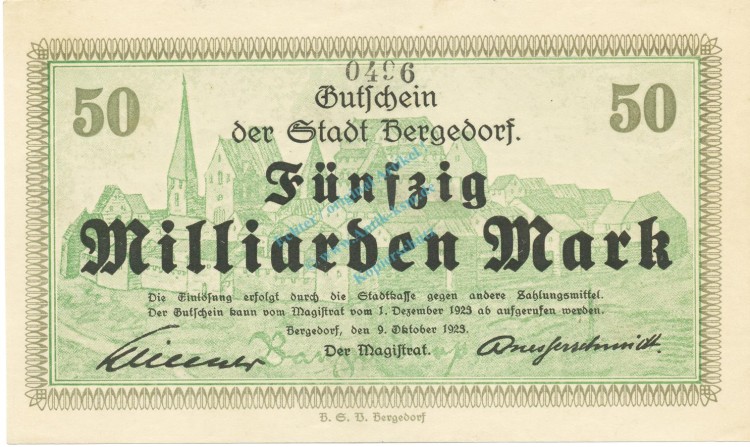 0496
50 Gutschein 50
der Stadt Bergedorf.
Fünfzig
Milliarden Mark
Die Einlösung erfolgt durch die Stadtkasse gegen andere Zahlungsmittel.
Der Gutschein kann vom Magistrat vom 1. Dezember 1923 ab aufgerufen werden.
Bergedorf, den 9. Oktober 1923.
Der Magistrat.
B. S. B. Bergedorf